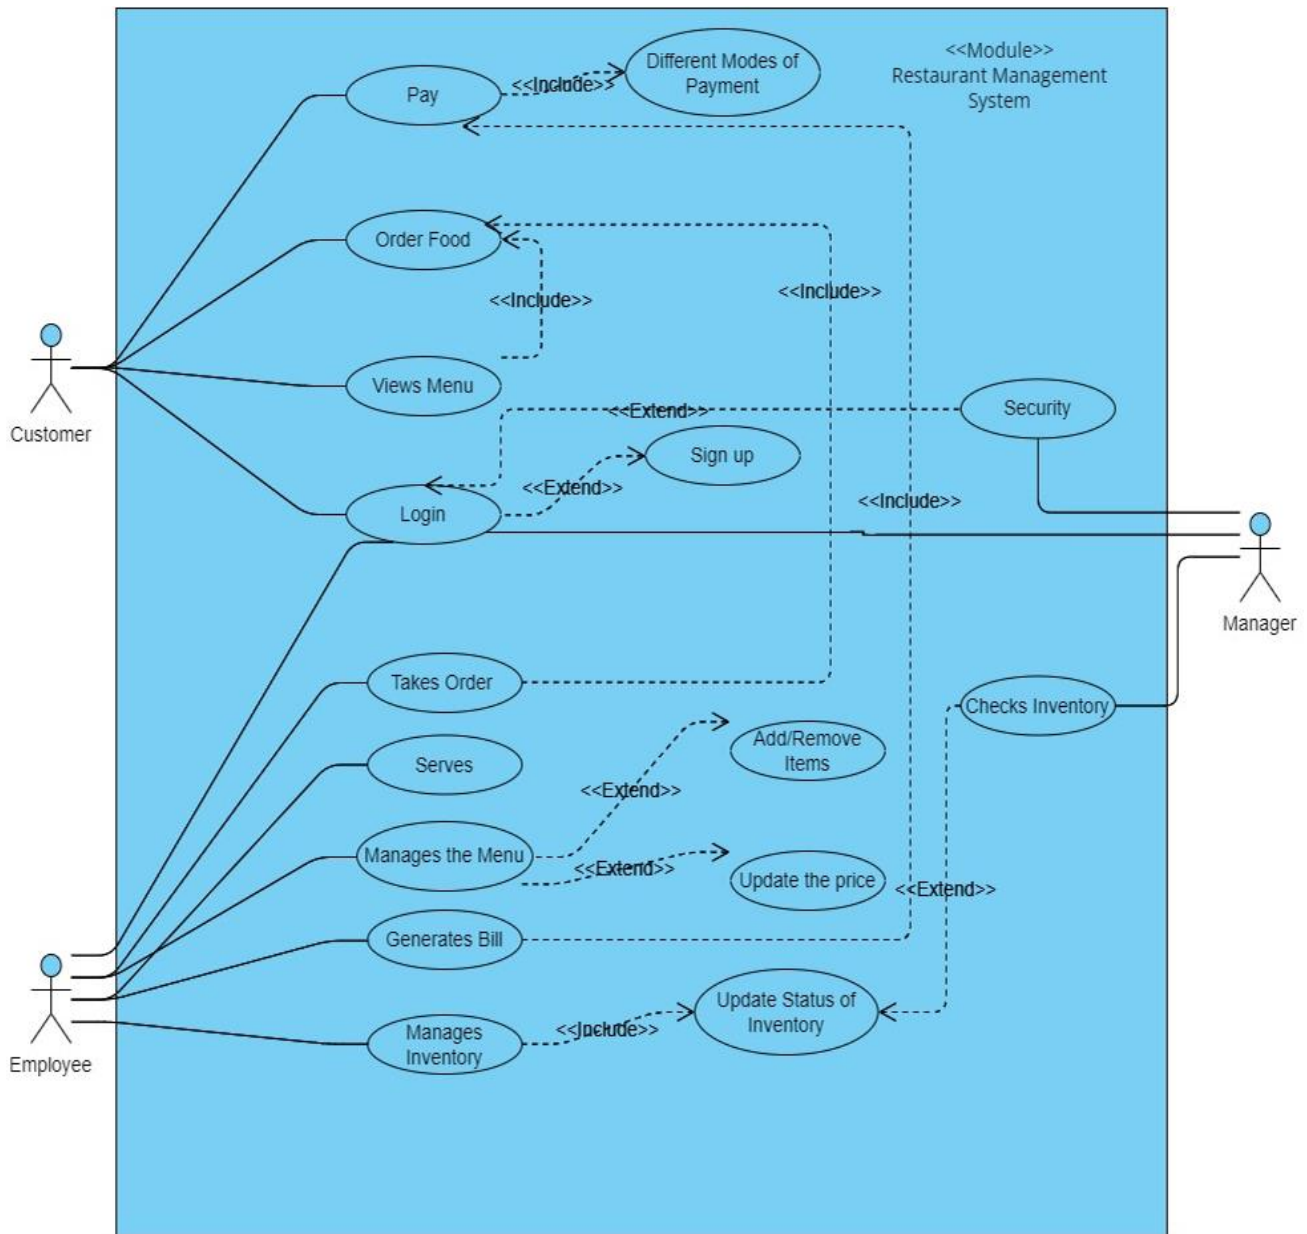 <<Module>>
Restaurant Management
System
Different Modes of
Payment
<<Include>>
Pay
Order Food
<<Include>>
<<Include>>
Views Menu
Customer
Security
<<Extend>>
Sign up
<<Extend>>
<<Include>>
Login
Manager
Takes Order
Checks Inventory
Add/Remove
Items
Serves
<<Extend>>
Manages the Menu
<<Extend>>
Update the price
<<Extend>>
Generates Bill
Update Status of
Inventory
<<Include>>
Manages
Inventory
Employee